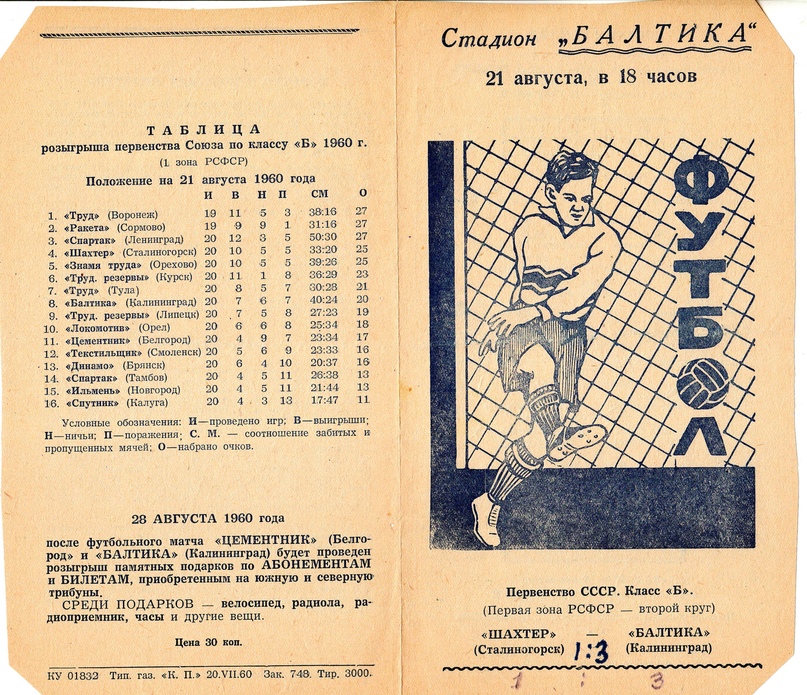 ТАБЛИЦА
розыгрыша первенства Союза по классу «Б» 1960 г.
(1 зона РСФСР)
Положение на 21 августа 1960 года
И В Н П СМ О
1. «Труд» (Воронеж) 19 11 5 3 38:16 27
2. «Ракета» (Сормово) 19 9 9 1 31:16 27
3. «Спартак» (Ленинград) 20 12 3 5 50:30 27
4. «Шахтер» (Сталиногорск) 20 10 5 5 33:20 25
5. «Знамя труда» (Орехово) 20 10 5 5 39:26 25
6. «Труд. резервы» (Курск) 20 11 1 8 36:29 23
7. «Труд» (Тула) 20 8 5 7 30:28 21
8. «Балтика» (Калининград) 20 7 6 7 40:24 20
9. «Труд. резервы» (Липецк) 20 7 5 8 27:23 19
10. «Локомотив» (Орел) 20 6 6 8 25:34 18
11. «Цементник» (Белгород) 20 4 9 7 23:34 17
12. «Текстильщик» (Смоленск) 20 5 6 9 23:33 16
13. «Динамо» (Брянск) 20 6 4 10 20:37 16
14. «Спартак» (Тамбов) 20 4 5 11 26:38 13
15. «Ильмень» (Новгород) 20 4 5 11 21:44 13
16. «Спутник» (Калуга) 20 4 3 13 17:47 11
Условные обозначения: И—проведено игр; В—выигрыши;
Н—ничьи; П—поражения; С. М. — соотношение забитых и
пропущенных мячей; О—набрано очков.
28 АВГУСТА 1960 года
после футбольного матча «ЦЕМЕНТНИК» (Белго-
род» и «БАЛТИКА» (Калининград) будет проведен
розыгрыш памятных подарков по АБОНЕМЕНТАМ
и БИЛЕТАМ, приобретенным на южную и северную
трибуны.
СРЕДИ ПОДАРКОВ — велосипед, радиола, ра-
диоприемник, часы и другие вещи.
Цена 30 коп.
КУ 01832 Тип. газ. «К. П.» 20.VII.60 Зак. 748. Тир. 3000.
Стадион „БАЛТИКА“
21 августа, в 18 часов
ФУТБОЛ
Первенство СССР. Класс «Б».
(Первая зона РСФСР — второй круг)
«ШАХТЕР» — «БАЛТИКА»
(Сталиногорск) 1:3 (Калининград)
1 : 3